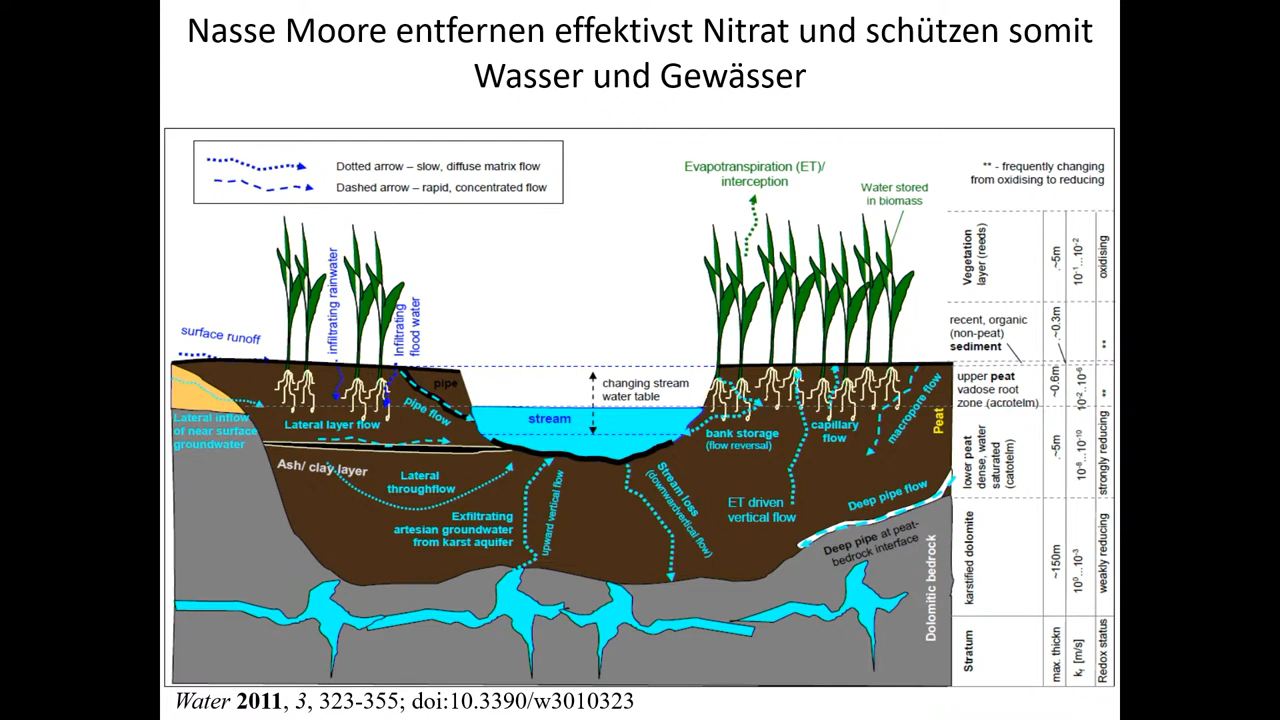 Nasse Moore entfernen effektivst Nitrat und schützen somit
Wasser und Gewässer
Dotted arrow – slow, diffuse matrix flow
Dashed arrow – rapid, concentrated flow
Evapotranspiration (ET)/
interception
Water stored
in biomass
** - frequently changing
from oxidising to reducing
surface runoff
infiltrating rainwater
Infiltrating
flood water
pipe
pipe flow
changing stream
water table
stream
Lateral inflow
of near surface
groundwater
Lateral layer flow
Ash/ clay layer
Lateral
throughflow
Exfiltrating
artesian groundwater
from karst aquifer
upward vertical flow
Stream loss
(downwardvertical flow)
bank storage
(flow reversal)
capillary
flow
macropore flow
Peat
ET driven
vertical flow
Deep pipe flow
Deep pipe at peat-
bedrock interface
Dolomitic bedrock
Vegetation
layer (reeds)
~5m
10⁻¹...10⁻²
oxidising
recent, organic
(non-peat)
sediment
~0.3m
**
upper peat
vadose root
zone (acrotelm)
~0.6m
10⁻²...10⁻⁶
**
lower peat
dense, water
saturated
(catotelm)
~5m
10⁻⁸...10⁻¹⁰
strongly reducing
karstified dolomite
~150m
10⁰...10⁻³
weakly reducing
Stratum
max. thickn
kf [m/s]
Redox status
Water 2011, 3, 323-355; doi:10.3390/w3010323